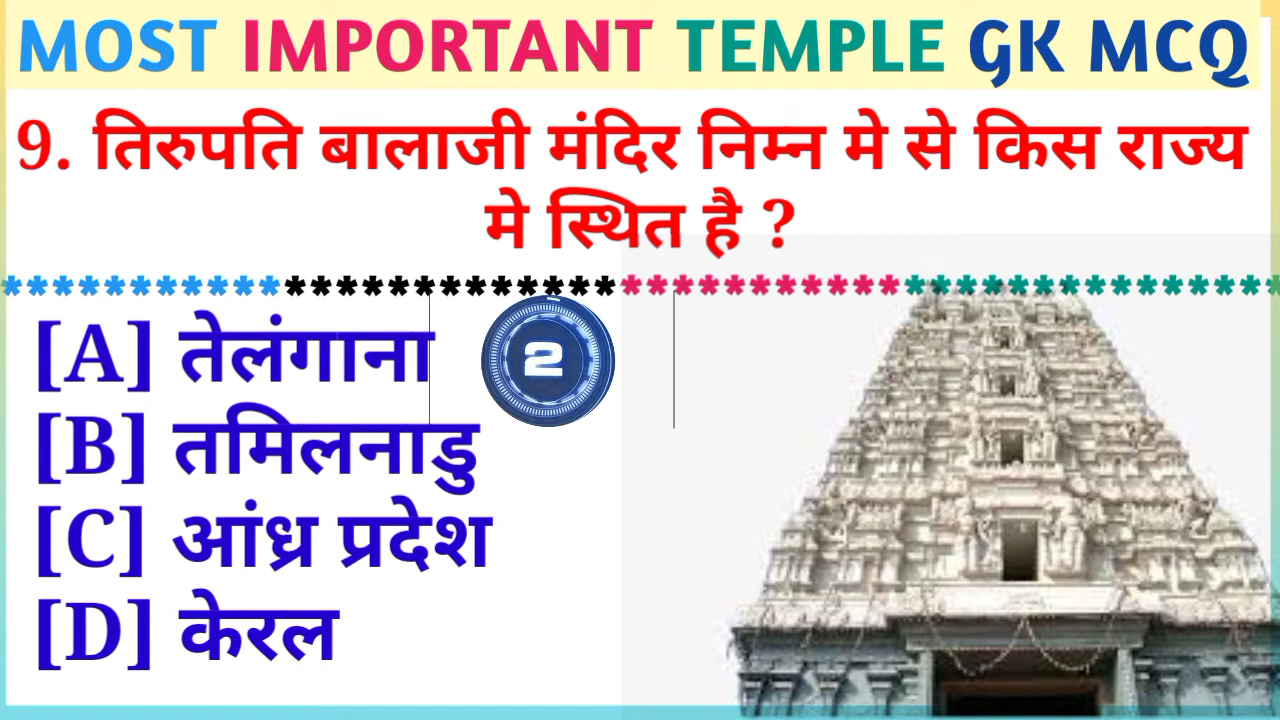 MOST IMPORTANT TEMPLE GK MCQ
9. तिरुपति बालाजी मंदिर निम्न मे से किस राज्य
मे स्थित है ?
***********************************************
[A] तेलंगाना
2
[B] तमिलनाडु
[C] आंध्र प्रदेश
[D] केरल